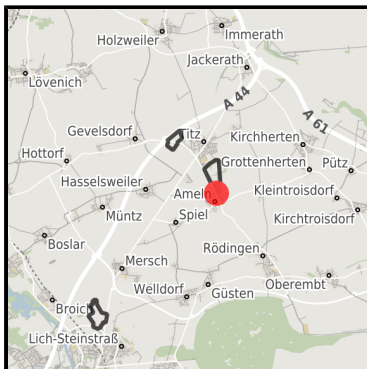 Immerath
Holzweiler
Jackerath
Lövenich
A 44
A 61
Gevelsdorf
Titz
Kirchherten
Hottorf
Grottenherten
Pütz
Hasselsweiler
Ameln
Kleintroisdorf
Müntz
Spiel
Kirchtroisdorf
Boslar
Rödingen
Mersch
Oberembt
Welldorf
Güsten
Broich
Lich-Steinstraß